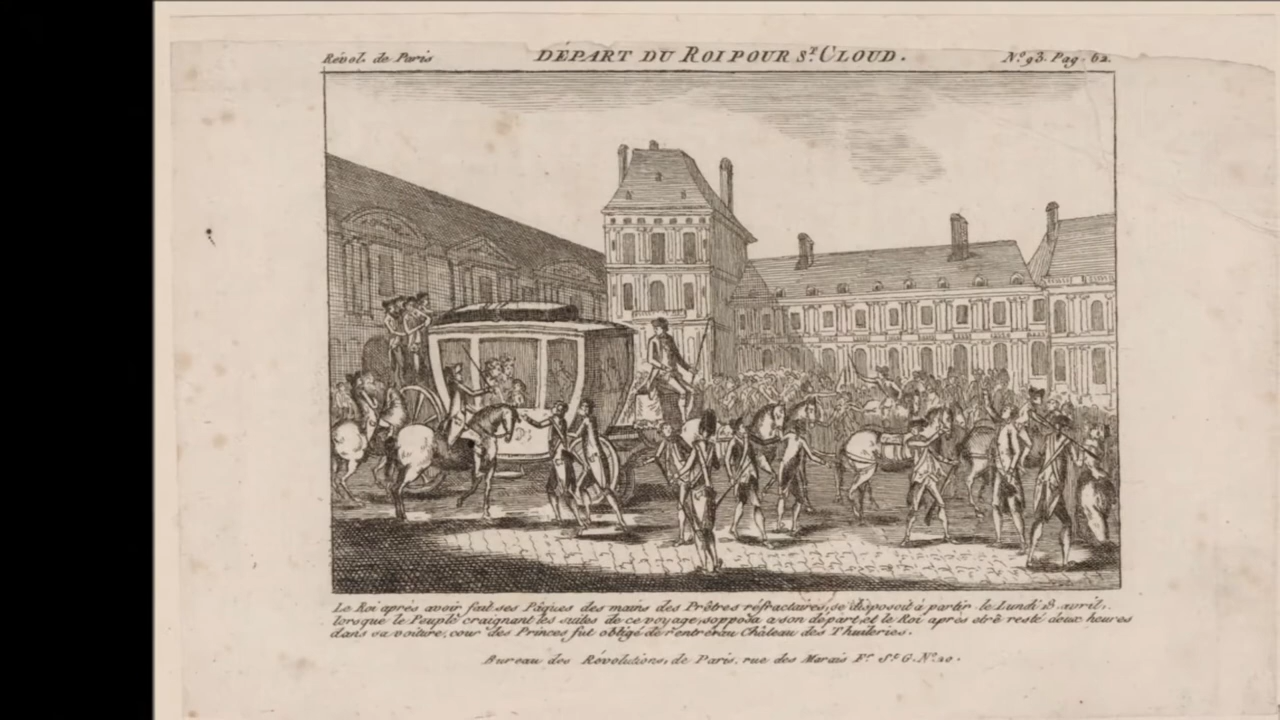 Révol. de Paris
DÉPART DU ROI POUR St. CLOUD.
No. 93. Pag. 62.
Le Roi après avoir fait ses Pâques des mains des Prêtres réfractaires, se disposoit à partir le Lundi 18 avril,
lorsque le Peuple craignant les suites de ce voyage, s'opposa a son départ, et le Roi après etré resté deux heures
dans sa voiture, cour des Princes fut obligé de rentrer au Château des Thuileries.
Bureau des Révolutions, de Paris, rue des Marais Fr. St. G. No. 20.